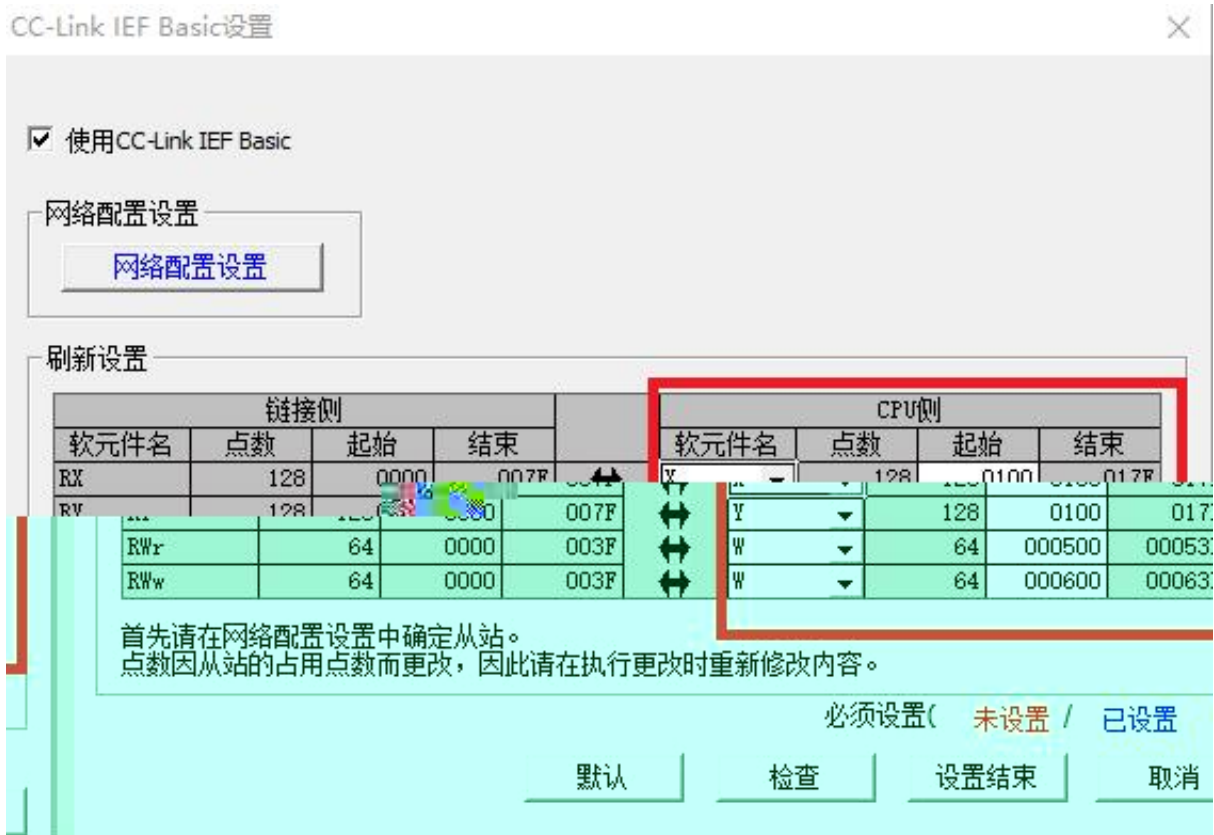 CC-Link IEF Basic设置
使用CC-Link IEF Basic
网络配置设置
网络配置设置
刷新设置
链接侧 CPU侧
软元件名 点数 起始 结束 软元件名 点数 起始 结束
RX 128 0000 007F X 128 0100 017F
128 007F Y 128 0100
RWr 64 0000 003F W 64 000500
RWw 64 0000 003F W 64 000600
首先请在网络配置设置中确定从站。
点数因从站的占用点数而更改，因此请在执行更改时重新修改内容。
必须设置( 未设置 / 已设置
默认 检查 设置结束 取消